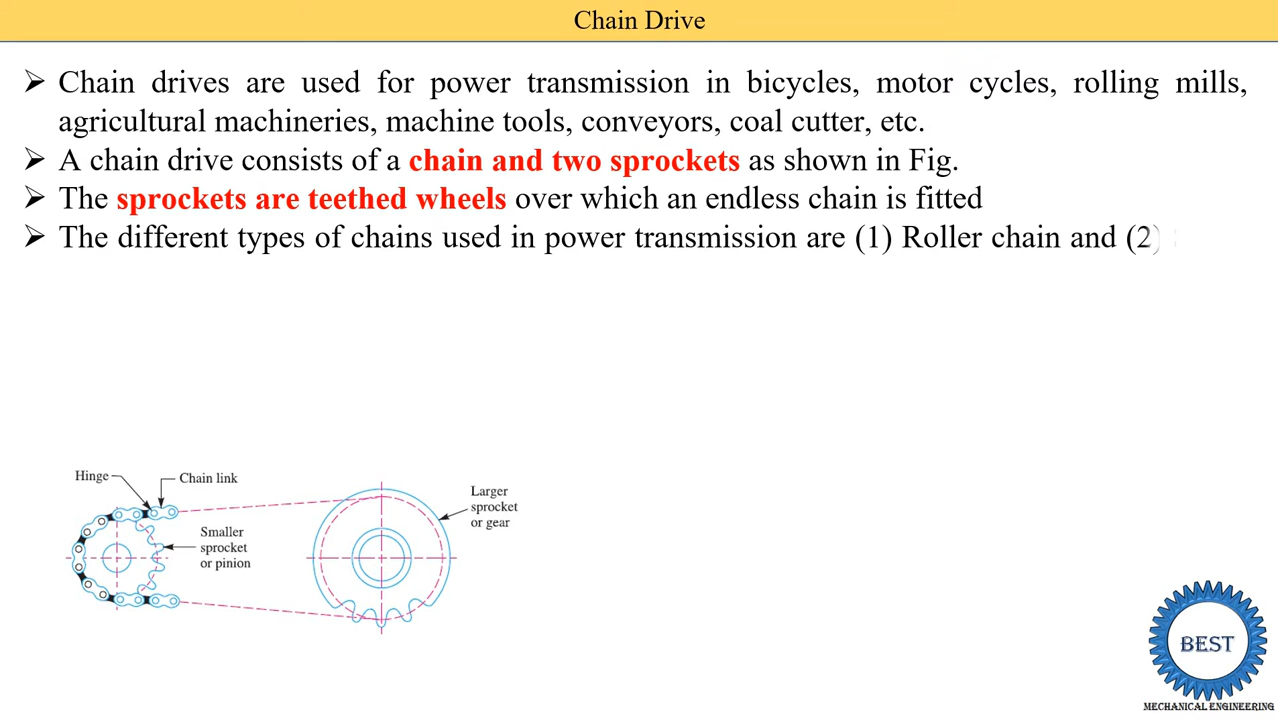 Chain Drive
➢ Chain drives are used for power transmission in bicycles, motor cycles, rolling mills,
agricultural machineries, machine tools, conveyors, coal cutter, etc.
➢ A chain drive consists of a chain and two sprockets as shown in Fig.
➢ The sprockets are teethed wheels over which an endless chain is fitted
➢ The different types of chains used in power transmission are (1) Roller chain and (2)
Hinge
Chain link
Larger
sprocket
or gear
Smaller
sprocket
or pinion
BEST
MECHANICAL ENGINEERING